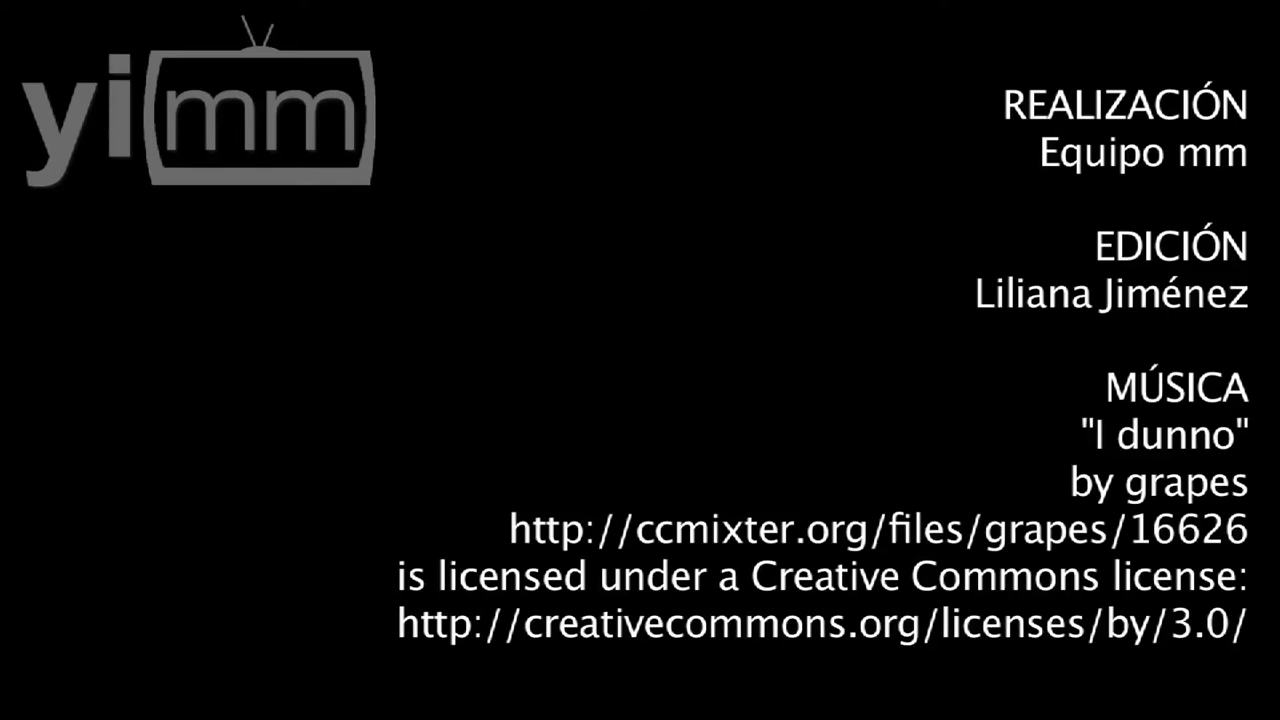 yimm
REALIZACIÓN
Equipo mm
EDICIÓN
Liliana Jiménez
MÚSICA
"I dunno"
by grapes
http://ccmixter.org/files/grapes/16626
is licensed under a Creative Commons license:
http://creativecommons.org/licenses/by/3.0/